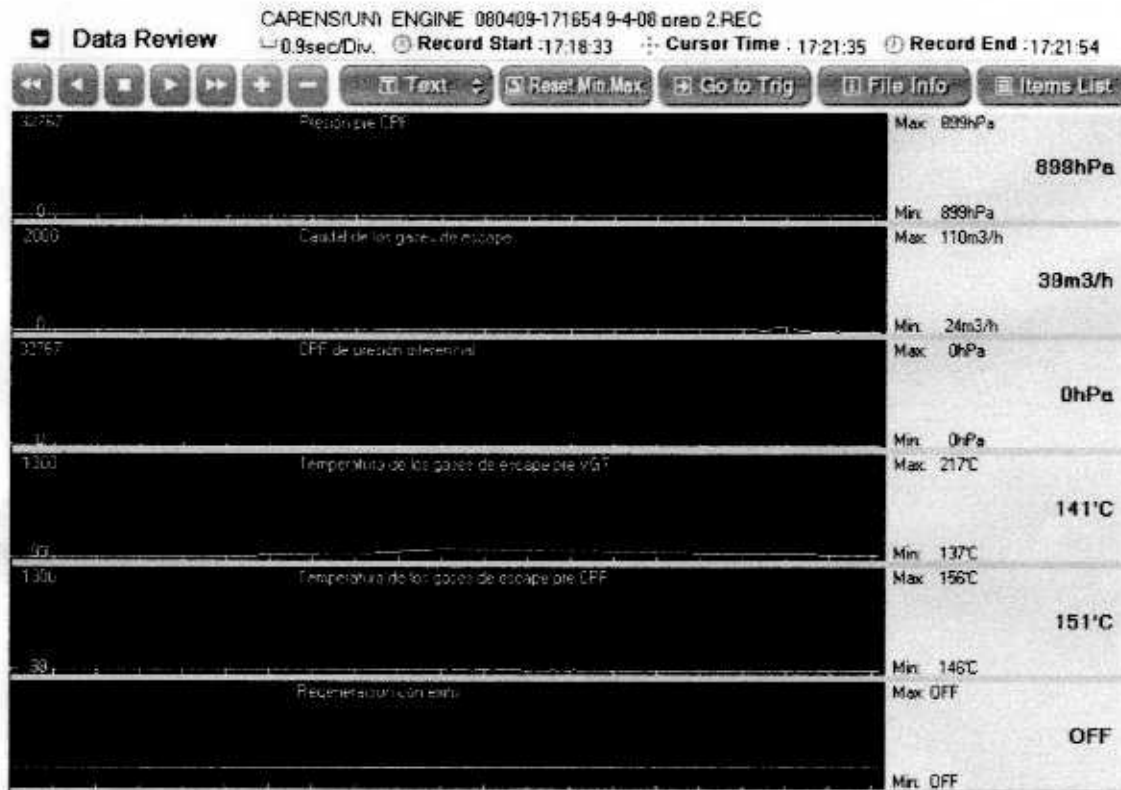 CARENS(UN) ENGINE 080409-171654 9-4-08 prep 2.REC
Data Review 0.9sec/Div. Record Start :17:18:33 Cursor Time : 17:21:35 Record End :17:21:54
Text Reset Min.Max. Go to Trig File Info Items List
32767 Presión pre CPF Max: 899hPa
898hPa
0 Min: 899hPa
2000 Caudal de los gases de escape Max: 110m3/h
39m3/h
0 Min: 24m3/h
32767 CPF de presión diferencial Max: 0hPa
0hPa
Min: 0hPa
Temperatura de los gases de escape pre VGT Max: 217°C
141°C
Min: 137°C
Temperatura de los gases de escape pre CPF Max: 156°C
151°C
Min: 146°C
Regeneracion con exito Max: OFF
OFF
Min: OFF